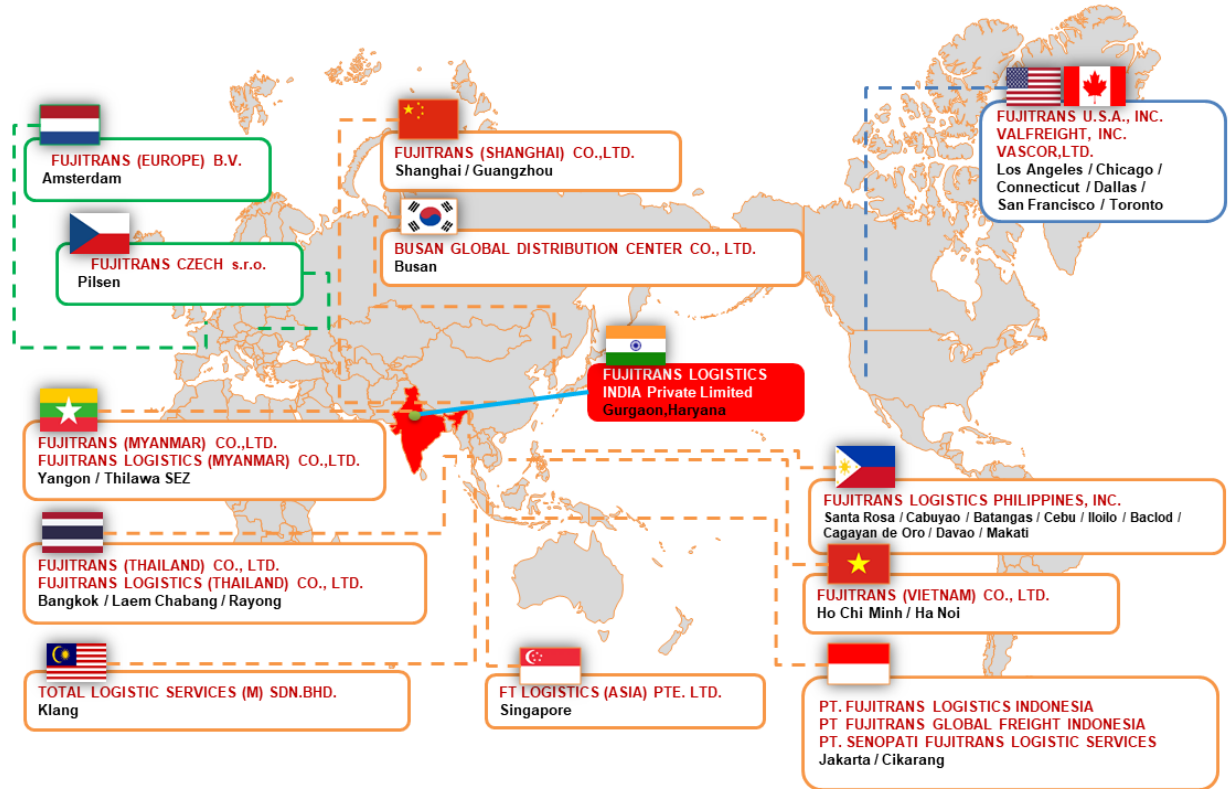 FUJITRANS (EUROPE) B.V.
Amsterdam
FUJITRANS CZECH s.r.o.
Pilsen
FUJITRANS (SHANGHAI) CO.,LTD.
Shanghai / Guangzhou
BUSAN GLOBAL DISTRIBUTION CENTER CO., LTD.
Busan
FUJITRANS U.S.A., INC.
VALFREIGHT, INC.
VASCOR,LTD.
Los Angeles / Chicago /
Connecticut / Dallas /
San Francisco / Toronto
FUJITRANS LOGISTICS
INDIA Private Limited
Gurgaon,Haryana
FUJITRANS (MYANMAR) CO.,LTD.
FUJITRANS LOGISTICS (MYANMAR) CO.,LTD.
Yangon / Thilawa SEZ
FUJITRANS (THAILAND) CO., LTD.
FUJITRANS LOGISTICS (THAILAND) CO., LTD.
Bangkok / Laem Chabang / Rayong
TOTAL LOGISTIC SERVICES (M) SDN.BHD.
Klang
FT LOGISTICS (ASIA) PTE. LTD.
Singapore
FUJITRANS LOGISTICS PHILIPPINES, INC.
Santa Rosa / Cabuyao / Batangas / Cebu / Iloilo / Baclod /
Cagayan de Oro / Davao / Makati
FUJITRANS (VIETNAM) CO., LTD.
Ho Chi Minh / Ha Noi
PT. FUJITRANS LOGISTICS INDONESIA
PT FUJITRANS GLOBAL FREIGHT INDONESIA
PT. SENOPATI FUJITRANS LOGISTIC SERVICES
Jakarta / Cikarang